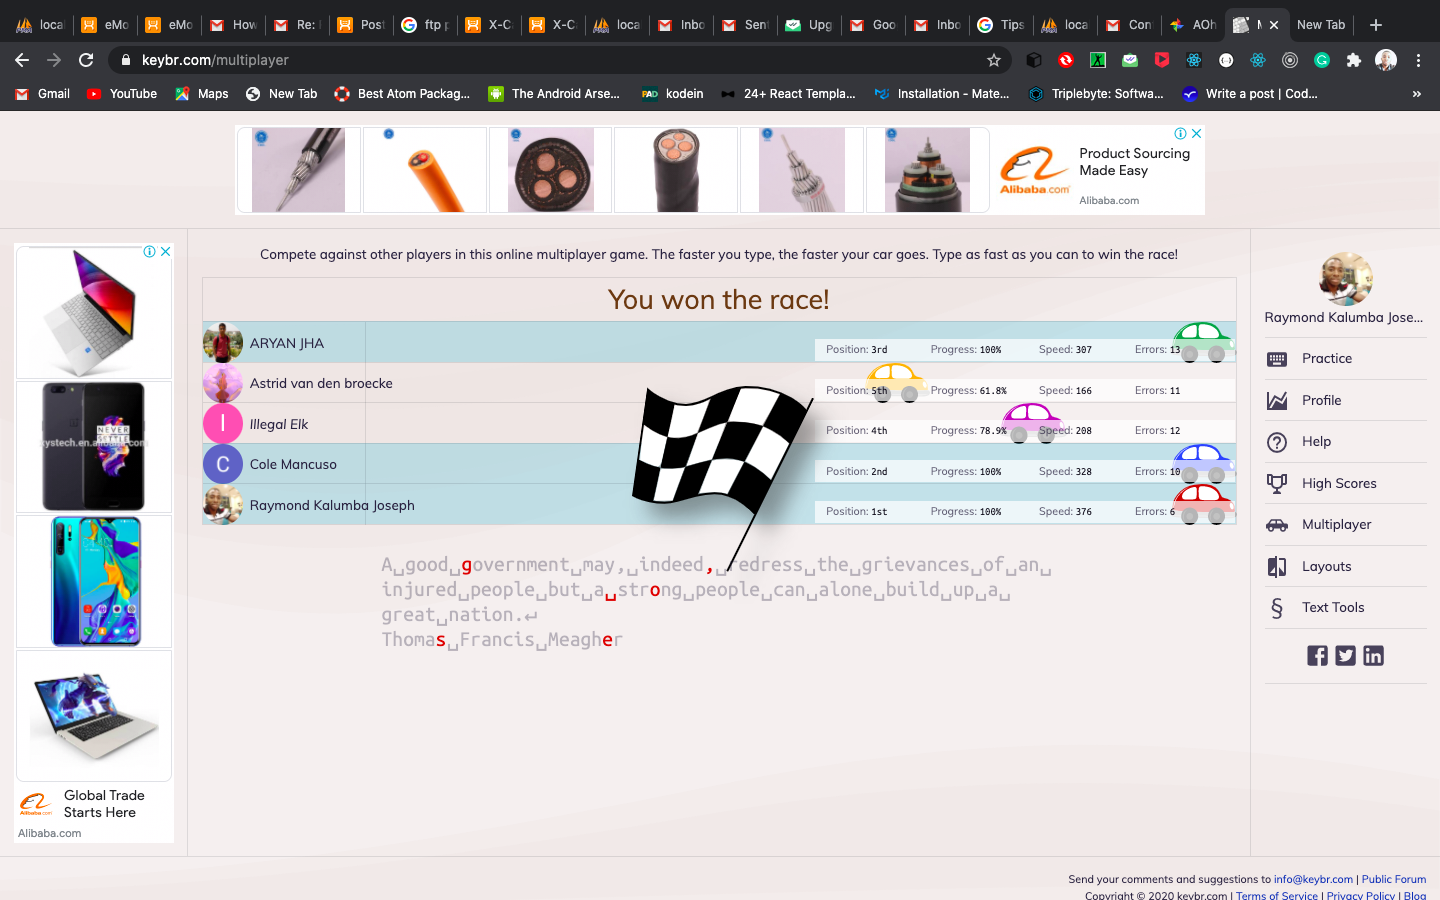 loca
eMo
eMo
How
Re:
Post
ftp p
X-Ca
X-C
loca
Inbo
Sent
Upg
Goo
Inbo
Tips
loca
Con
AOh
New Tab
keybr.com/multiplayer
Gmail
YouTube
Maps
New Tab
Best Atom Packag...
The Android Arse...
kodein
24+ React Templa...
Installation - Mate...
Triplebyte: Softwa...
Write a post | Cod...
»
Product Sourcing
Made Easy
Alibaba.com
Alibaba.com
Compete against other players in this online multiplayer game. The faster you type, the faster your car goes. Type as fast as you can to win the race!
You won the race!
ARYAN JHA Position: 3rd Progress: 100% Speed: 307 Errors: 13
Astrid van den broecke Position: 5th Progress: 61.8% Speed: 166 Errors: 11
I Illegal Elk Position: 4th Progress: 78.9% Speed: 208 Errors: 12
C Cole Mancuso Position: 2nd Progress: 100% Speed: 328 Errors: 10
Raymond Kalumba Joseph Position: 1st Progress: 100% Speed: 376 Errors: 6
A␣good␣government␣may,␣indeed,␣redress␣the␣grievances␣of␣an␣
injured␣people␣but␣a␣strong␣people␣can␣alone␣build␣up␣a␣
great␣nation.↵
Thomas␣Francis␣Meagher
NEVER
xystech.en.alibaba.com
Global Trade
Starts Here
Alibaba.com
Raymond Kalumba Jose...
Practice
Profile
Help
High Scores
Multiplayer
Layouts
§ Text Tools
Send your comments and suggestions to info@keybr.com | Public Forum
Copyright © 2020 keybr.com | Terms of Service | Privacy Policy | Blog